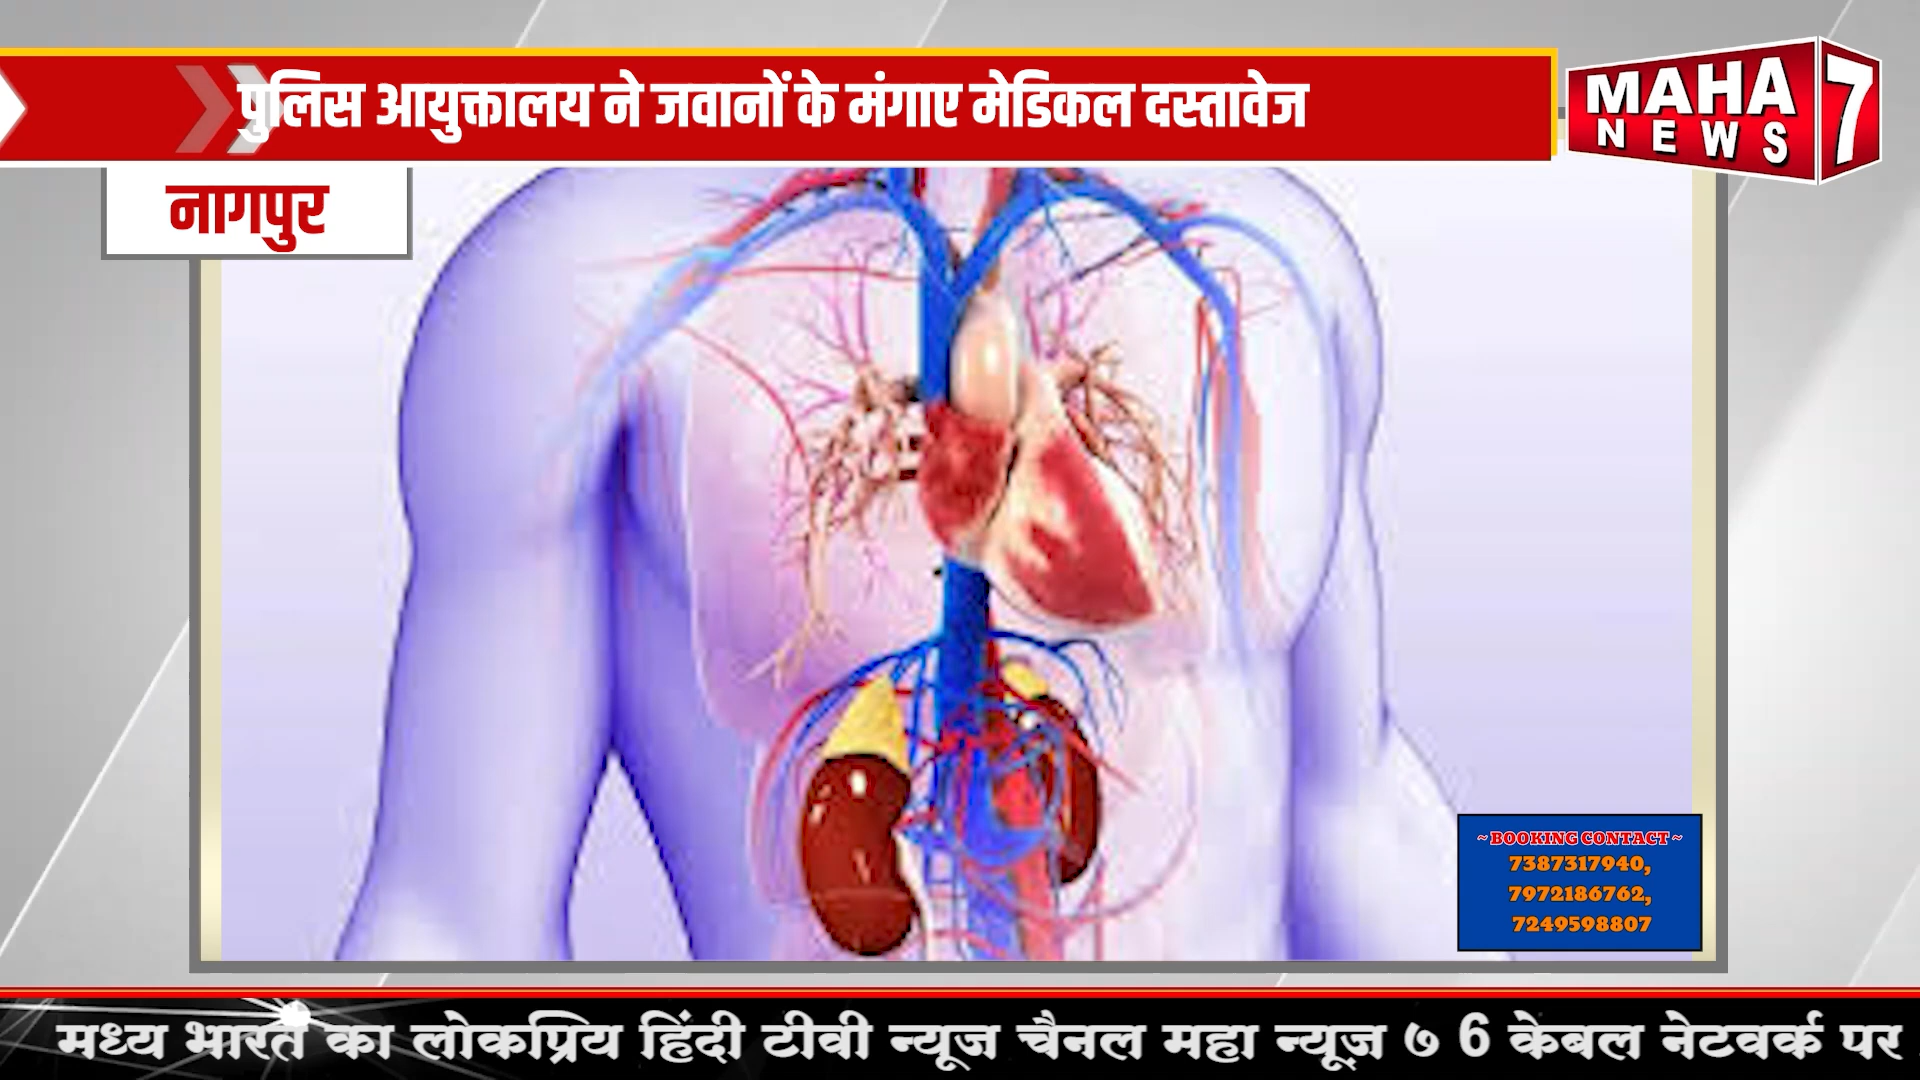 पुलिस आयुक्तालय ने जवानों के मंगाए मेडिकल दस्तावेज
MAHA
NEWS
7
नागपुर
~ BOOKING CONTACT ~
7387317940,
7972186762,
7249598807
मध्य भारत का लोकप्रिय हिंदी टीवी न्यूज चैनल महा न्यूज़ ७ 6 केबल नेटवर्क पर